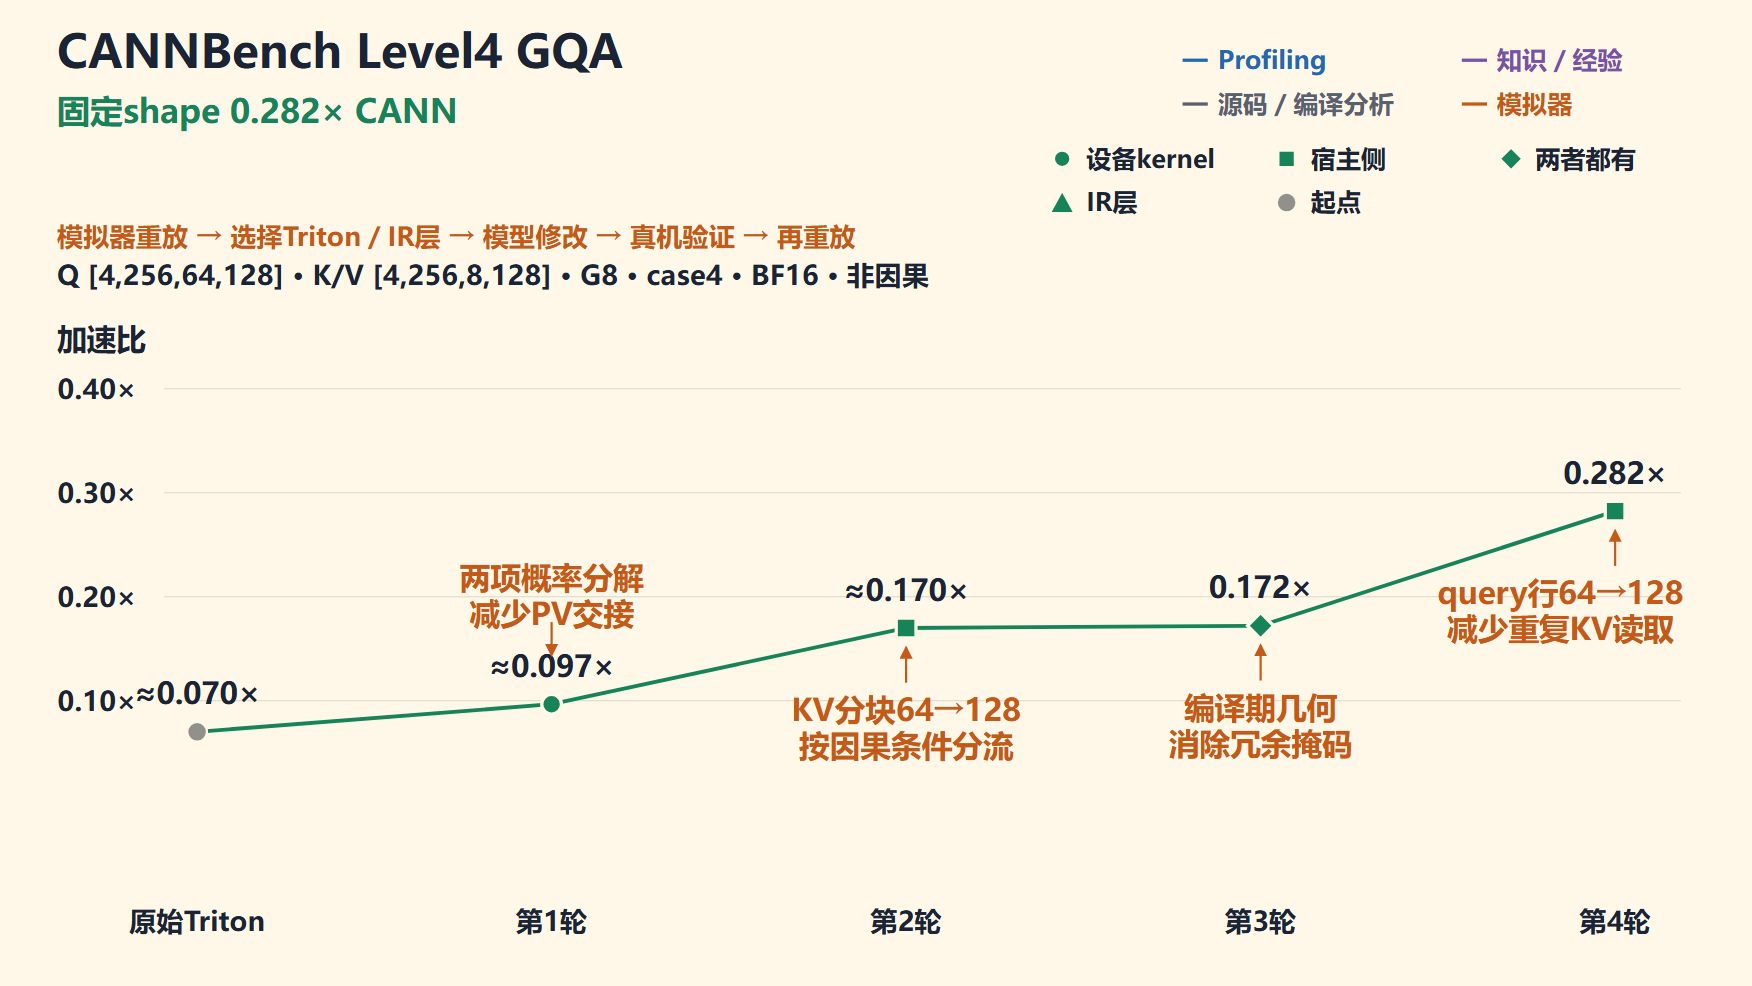 CANNBench Level4 GQA
固定shape 0.282× CANN
Profiling
知识 / 经验
源码 / 编译分析
模拟器
设备kernel
宿主侧
两者都有
IR层
起点
模拟器重放 → 选择Triton / IR层 → 模型修改 → 真机验证 → 再重放
Q [4,256,64,128] • K/V [4,256,8,128] • G8 • case4 • BF16 • 非因果
加速比
0.40×
0.30×
0.20×
0.10×
≈0.070×
两项概率分解
减少PV交接
≈0.097×
≈0.170×
KV分块64→128
按因果条件分流
0.172×
编译期几何
消除冗余掩码
0.282×
query行64→128
减少重复KV读取
原始Triton
第1轮
第2轮
第3轮
第4轮